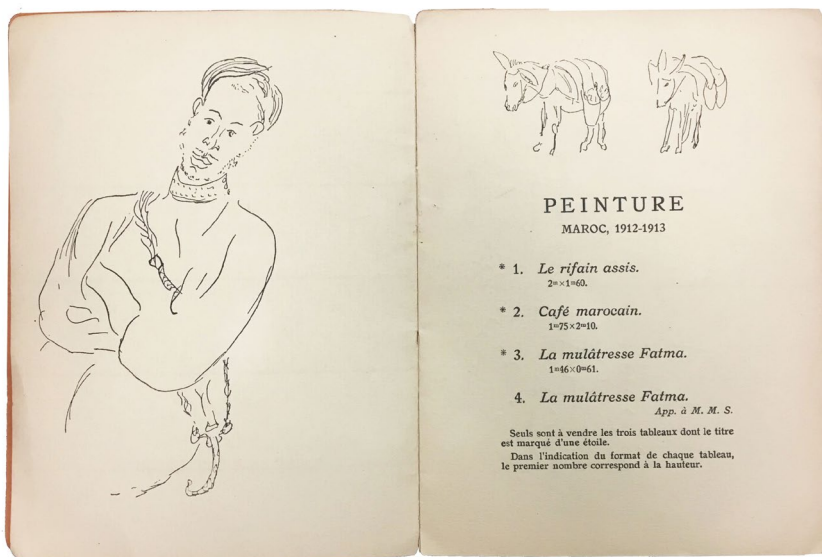 PEINTURE
MAROC, 1912-1913
* 1. Le rifain assis.
2m×1m60.
* 2. Café marocain.
1m75×2m10.
* 3. La mulâtresse Fatma.
1m46×0m61.
4. La mulâtresse Fatma.
App. à M. M. S.
Seuls sont à vendre les trois tableaux dont le titre
est marqué d'une étoile.
Dans l'indication du format de chaque tableau,
le premier nombre correspond à la hauteur.